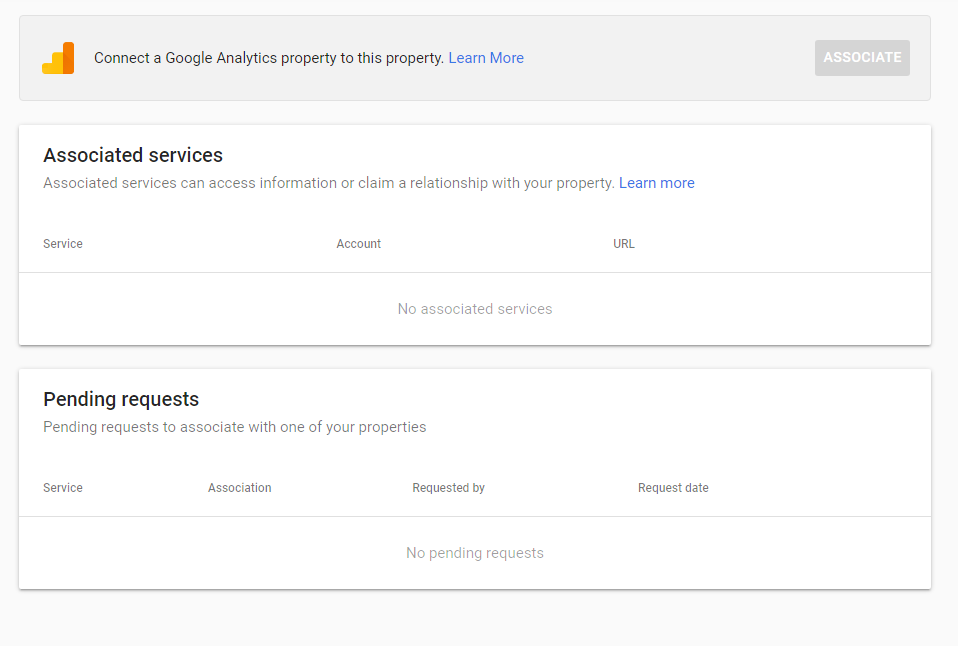 Connect a Google Analytics property to this property. Learn More
ASSOCIATE
Associated services
Associated services can access information or claim a relationship with your property. Learn more
Service Account URL
No associated services
Pending requests
Pending requests to associate with one of your properties
Service Association Requested by Request date
No pending requests